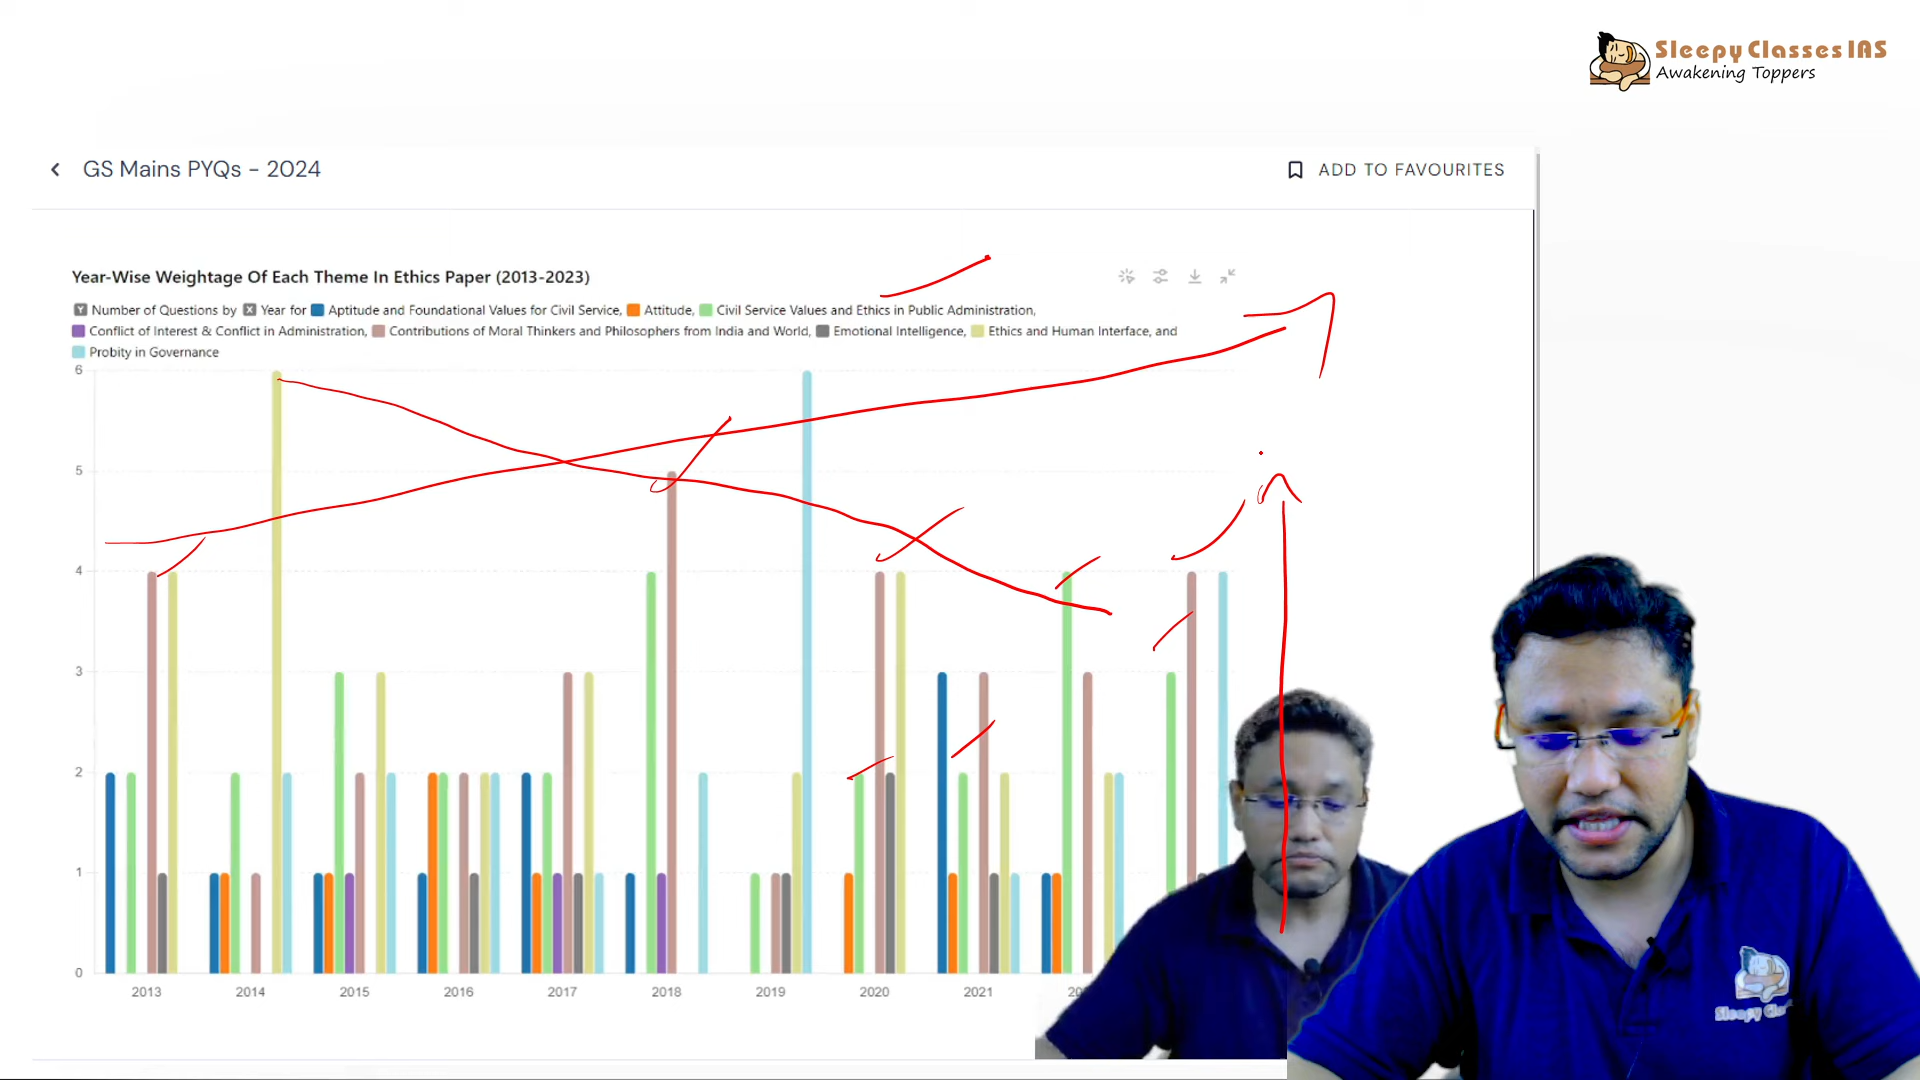 Sleepy Classes IAS
Awakening Toppers
GS Mains PYQs - 2024
ADD TO FAVOURITES
Year-Wise Weightage Of Each Theme In Ethics Paper (2013-2023)
Y Number of Questions by X Year for Aptitude and Foundational Values for Civil Service, Attitude, Civil Service Values and Ethics in Public Administration,
Conflict of Interest & Conflict in Administration, Contributions of Moral Thinkers and Philosophers from India and World, Emotional Intelligence, Ethics and Human Interface, and
Probity in Governance
6
5
4
3
2
1
0
2013 2014 2015 2016 2017 2018 2019 2020 2021
Sleepy